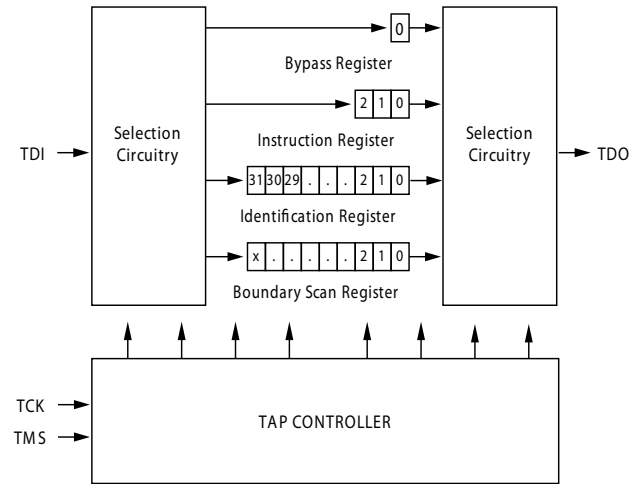 0
Bypass Register
2 1 0
Instruction Register
Selection
Circuitry
Selection
Circuitry
TDI
TDO
31 30 29 . . . 2 1 0
Identification Register
x . . . . . 2 1 0
Boundary Scan Register
TCK
TMS
TAP CONTROLLER